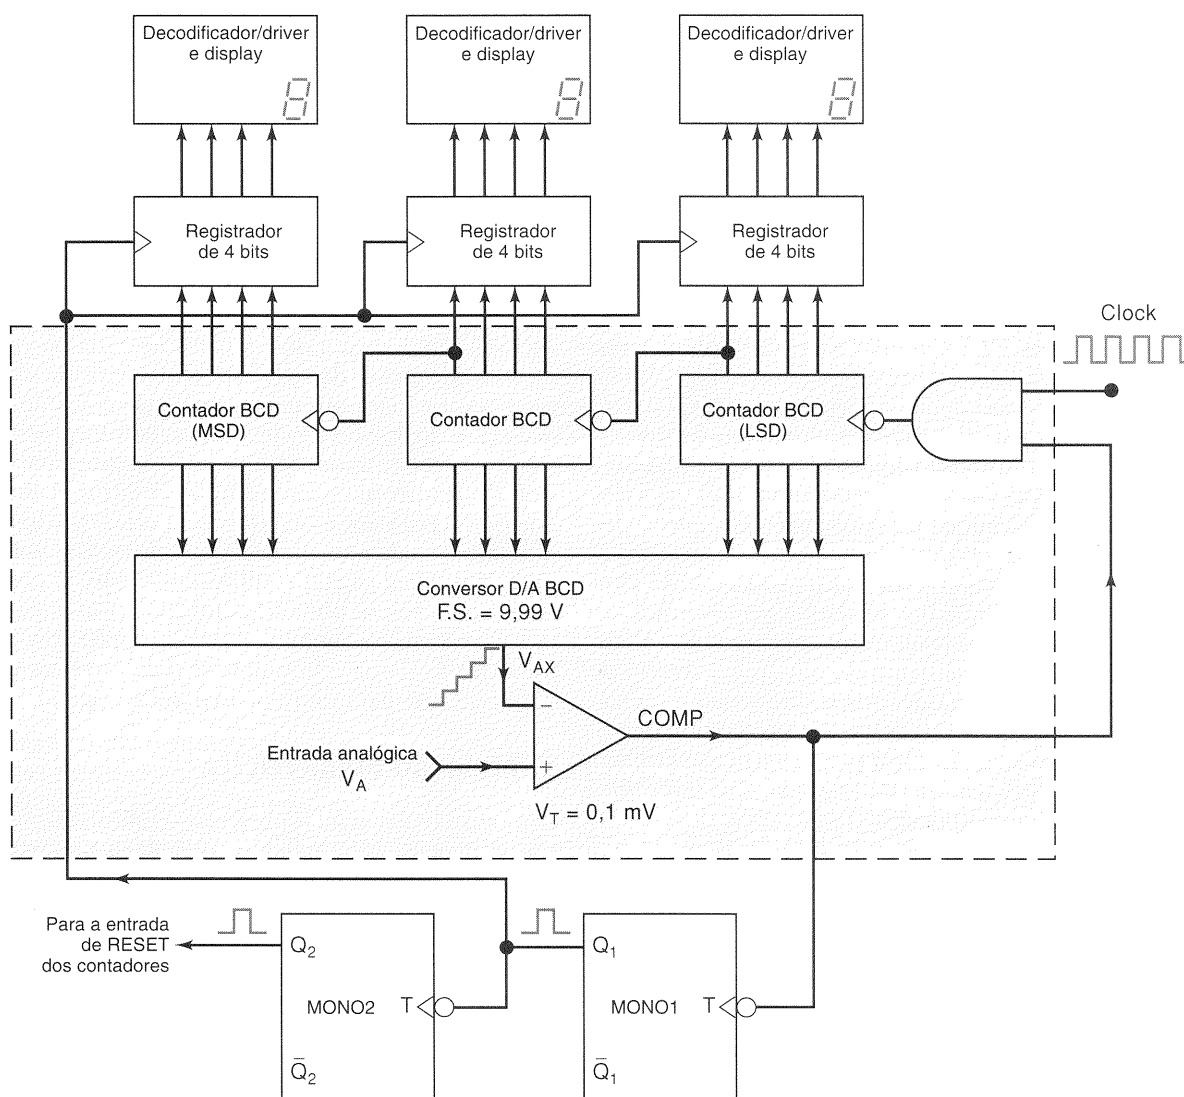 Decodificador/driver
e display
Decodificador/driver
e display
Decodificador/driver
e display
Registrador
de 4 bits
Registrador
de 4 bits
Registrador
de 4 bits
Clock
Contador BCD
(MSD)
Contador BCD
Contador BCD
(LSD)
Conversor D/A BCD
F.S. = 9,99 V
V_AX
−
COMP
Entrada analógica
V_A
+
V_T = 0,1 mV
Para a entrada
de RESET
dos contadores
Q_2
MONO2
T
Q̄_2
Q_1
MONO1
T
Q̄_1